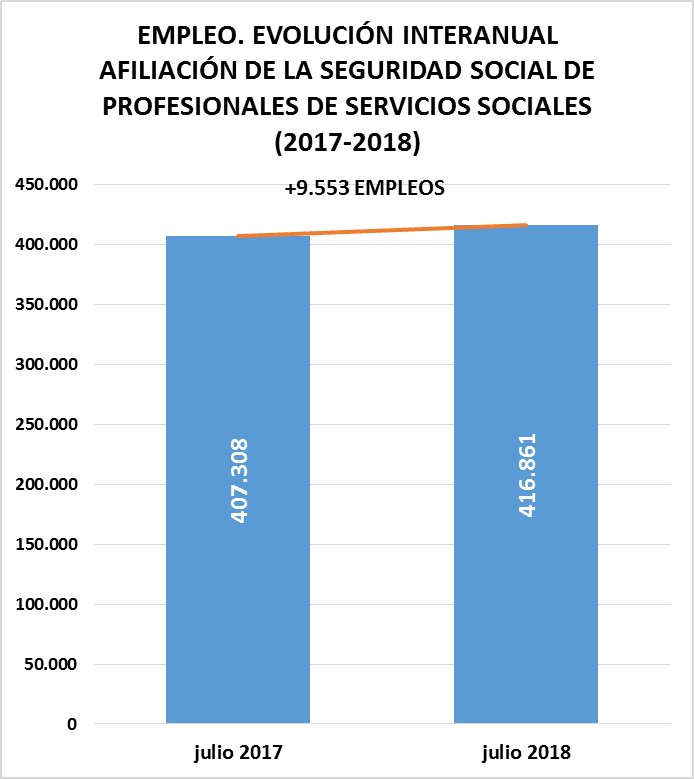 EMPLEO. EVOLUCIÓN INTERANUAL
AFILIACIÓN DE LA SEGURIDAD SOCIAL DE
PROFESIONALES DE SERVICIOS SOCIALES
(2017-2018)
+9.553 EMPLEOS
450.000
400.000
350.000
300.000
250.000
200.000
150.000
100.000
50.000
0
407.308
416.861
julio 2017
julio 2018